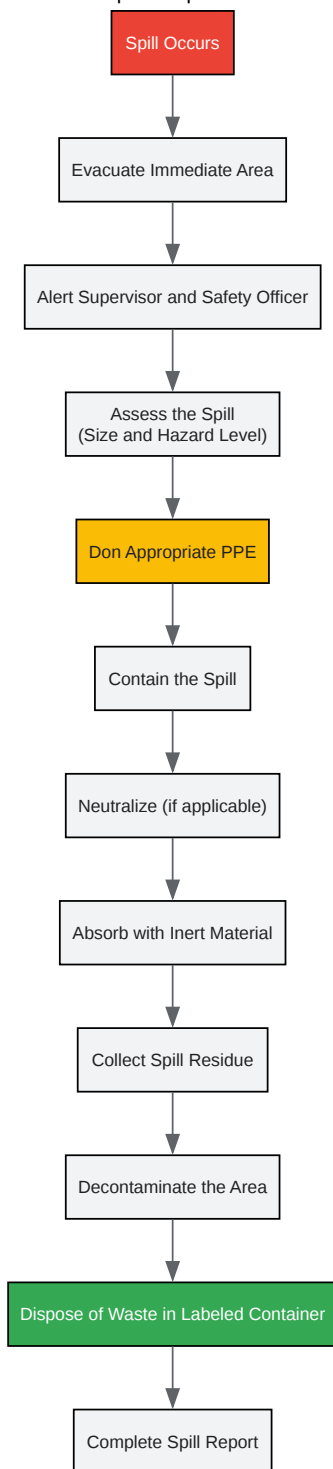 Spill Occurs
Evacuate Immediate Area
Alert Supervisor and Safety Officer
Assess the Spill
(Size and Hazard Level)
Don Appropriate PPE
Contain the Spill
Neutralize (if applicable)
Absorb with Inert Material
Collect Spill Residue
Decontaminate the Area
Dispose of Waste in Labeled Container
Complete Spill Report